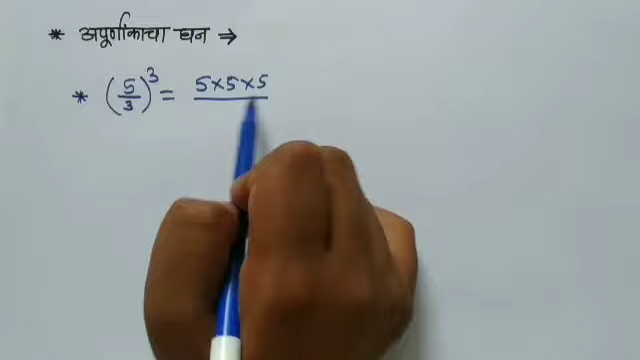 * अपूर्णांकाचा घन ⇒
* (5/3)³ = 5×5×5